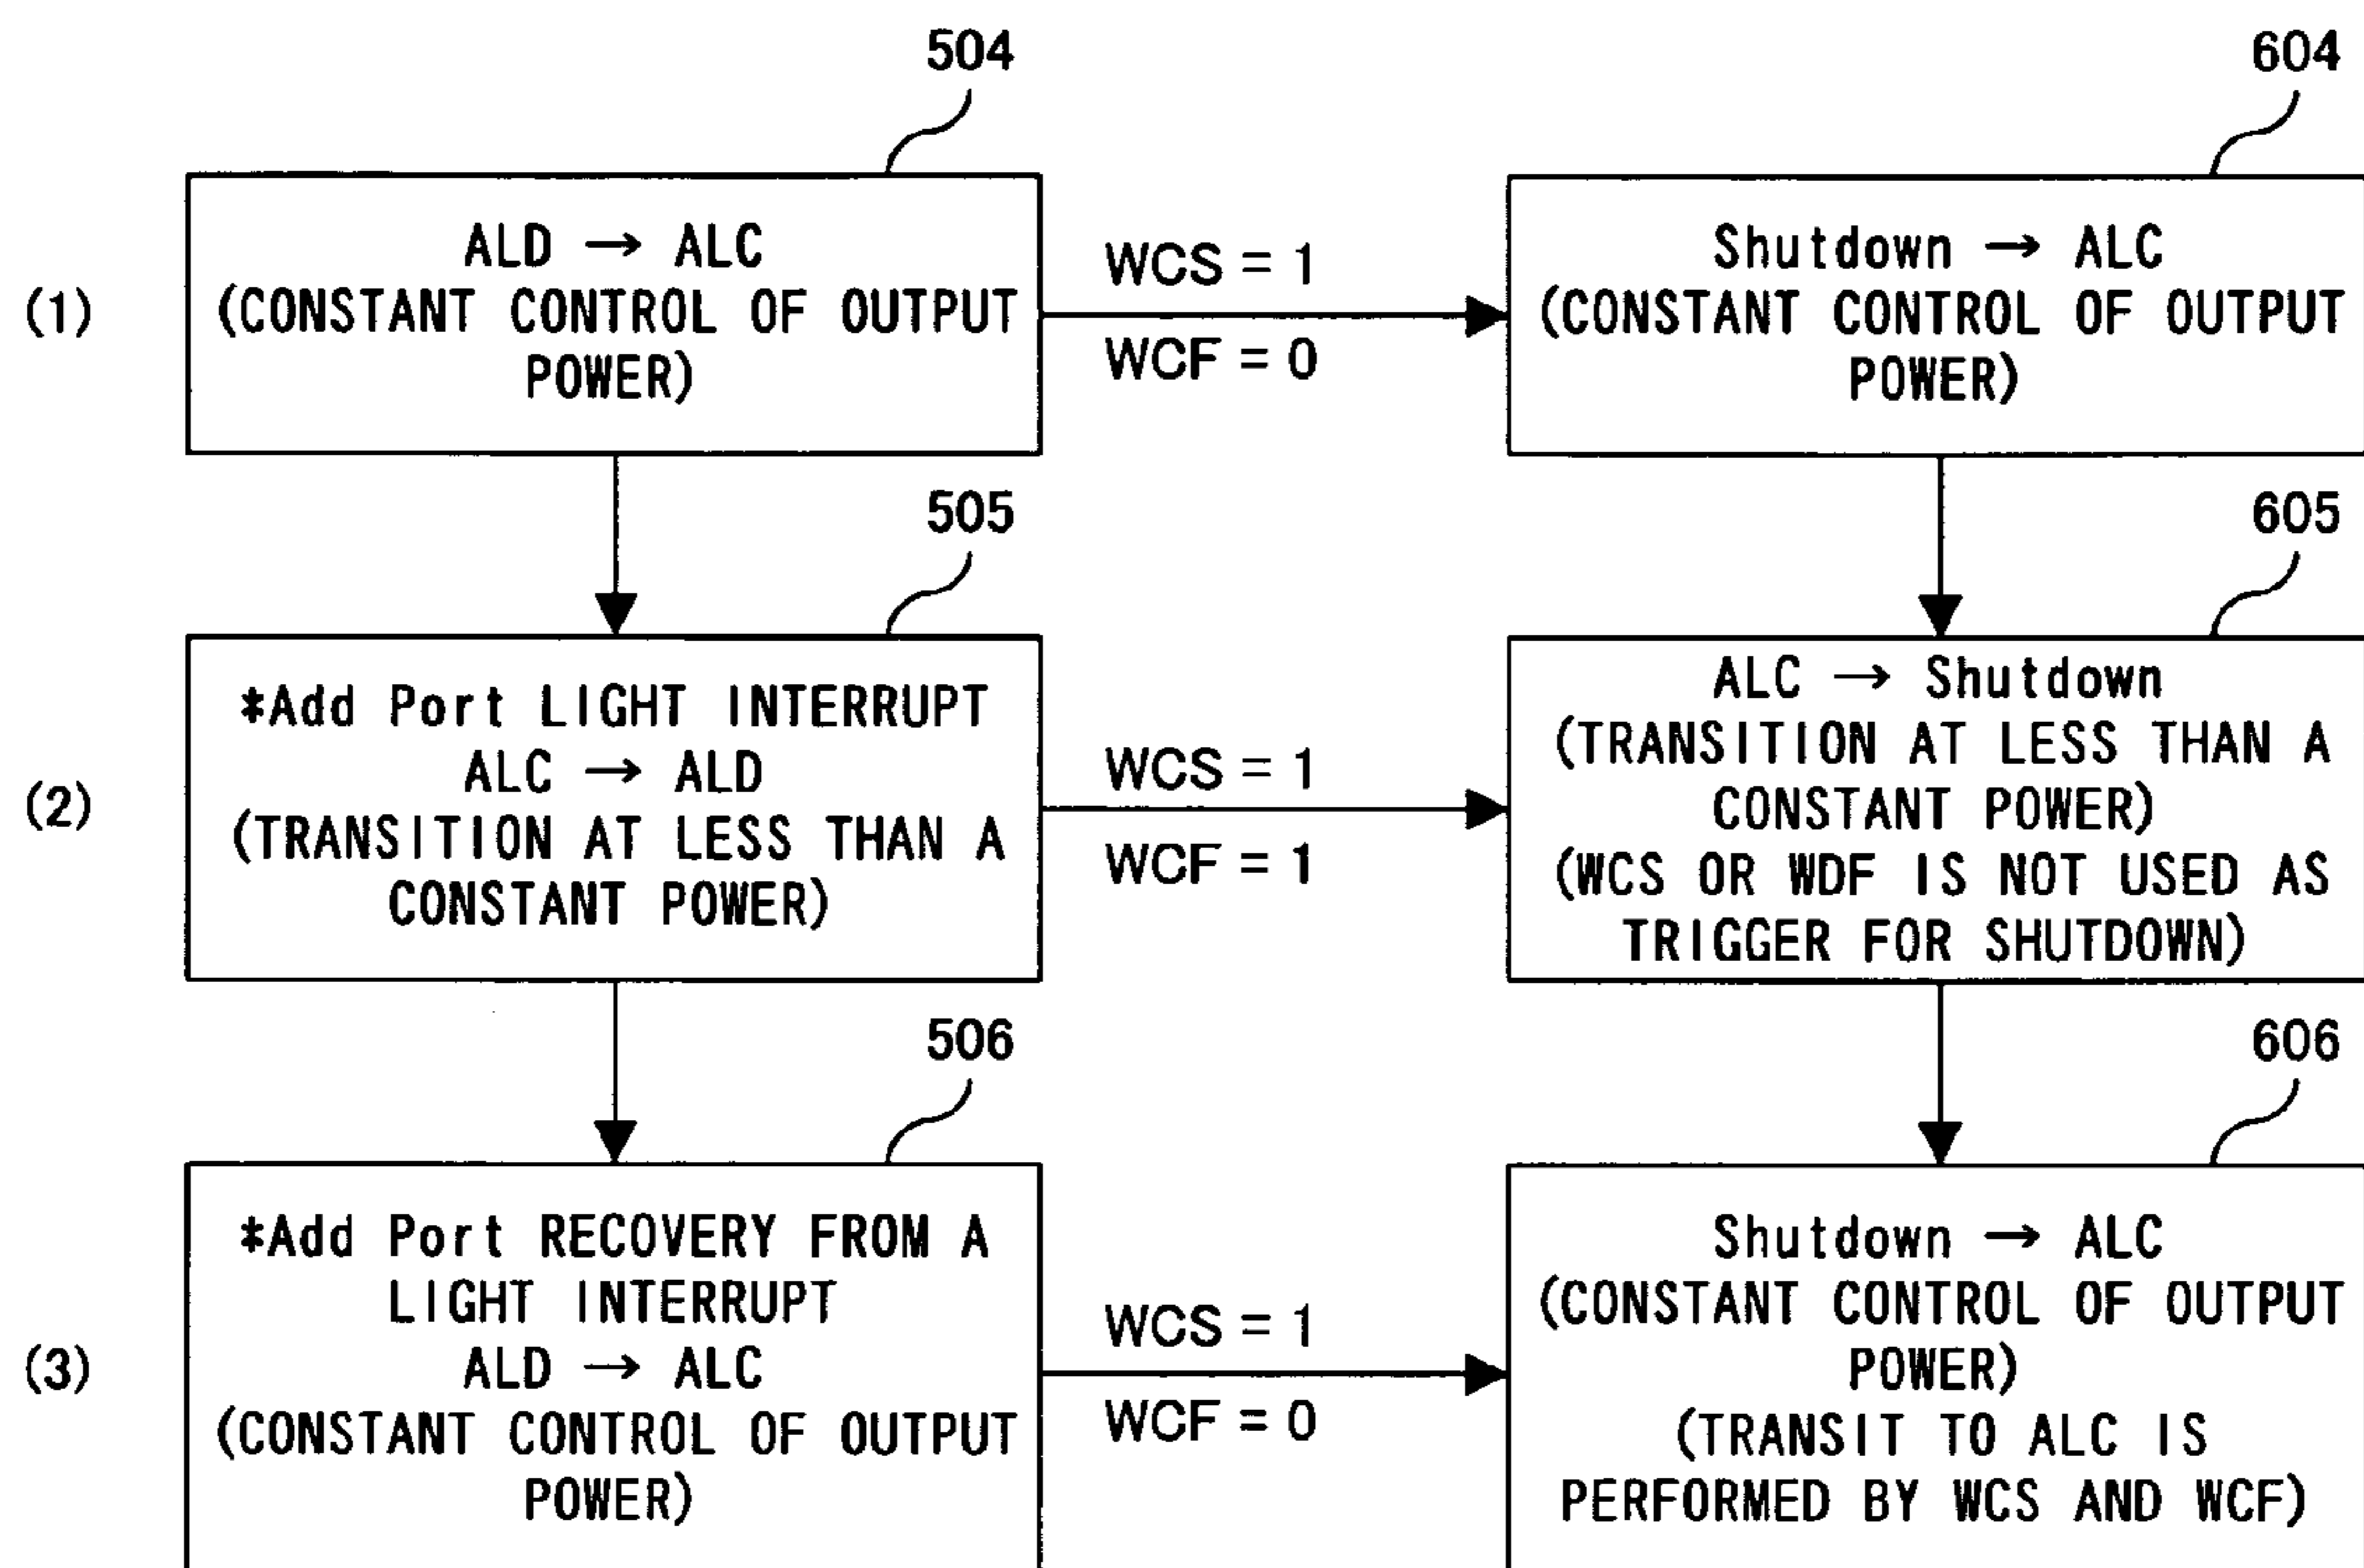 504
604
(1)
ALD → ALC
(CONSTANT CONTROL OF OUTPUT
POWER)
WCS = 1
WCF = 0
Shutdown → ALC
(CONSTANT CONTROL OF OUTPUT
POWER)
505
605
(2)
*Add Port LIGHT INTERRUPT
ALC → ALD
(TRANSITION AT LESS THAN A
CONSTANT POWER)
WCS = 1
WCF = 1
ALC → Shutdown
(TRANSITION AT LESS THAN A
CONSTANT POWER)
(WCS OR WDF IS NOT USED AS
TRIGGER FOR SHUTDOWN)
506
606
(3)
*Add Port RECOVERY FROM A
LIGHT INTERRUPT
ALD → ALC
(CONSTANT CONTROL OF OUTPUT
POWER)
WCS = 1
WCF = 0
Shutdown → ALC
(CONSTANT CONTROL OF OUTPUT
POWER)
(TRANSIT TO ALC IS
PERFORMED BY WCS AND WCF)